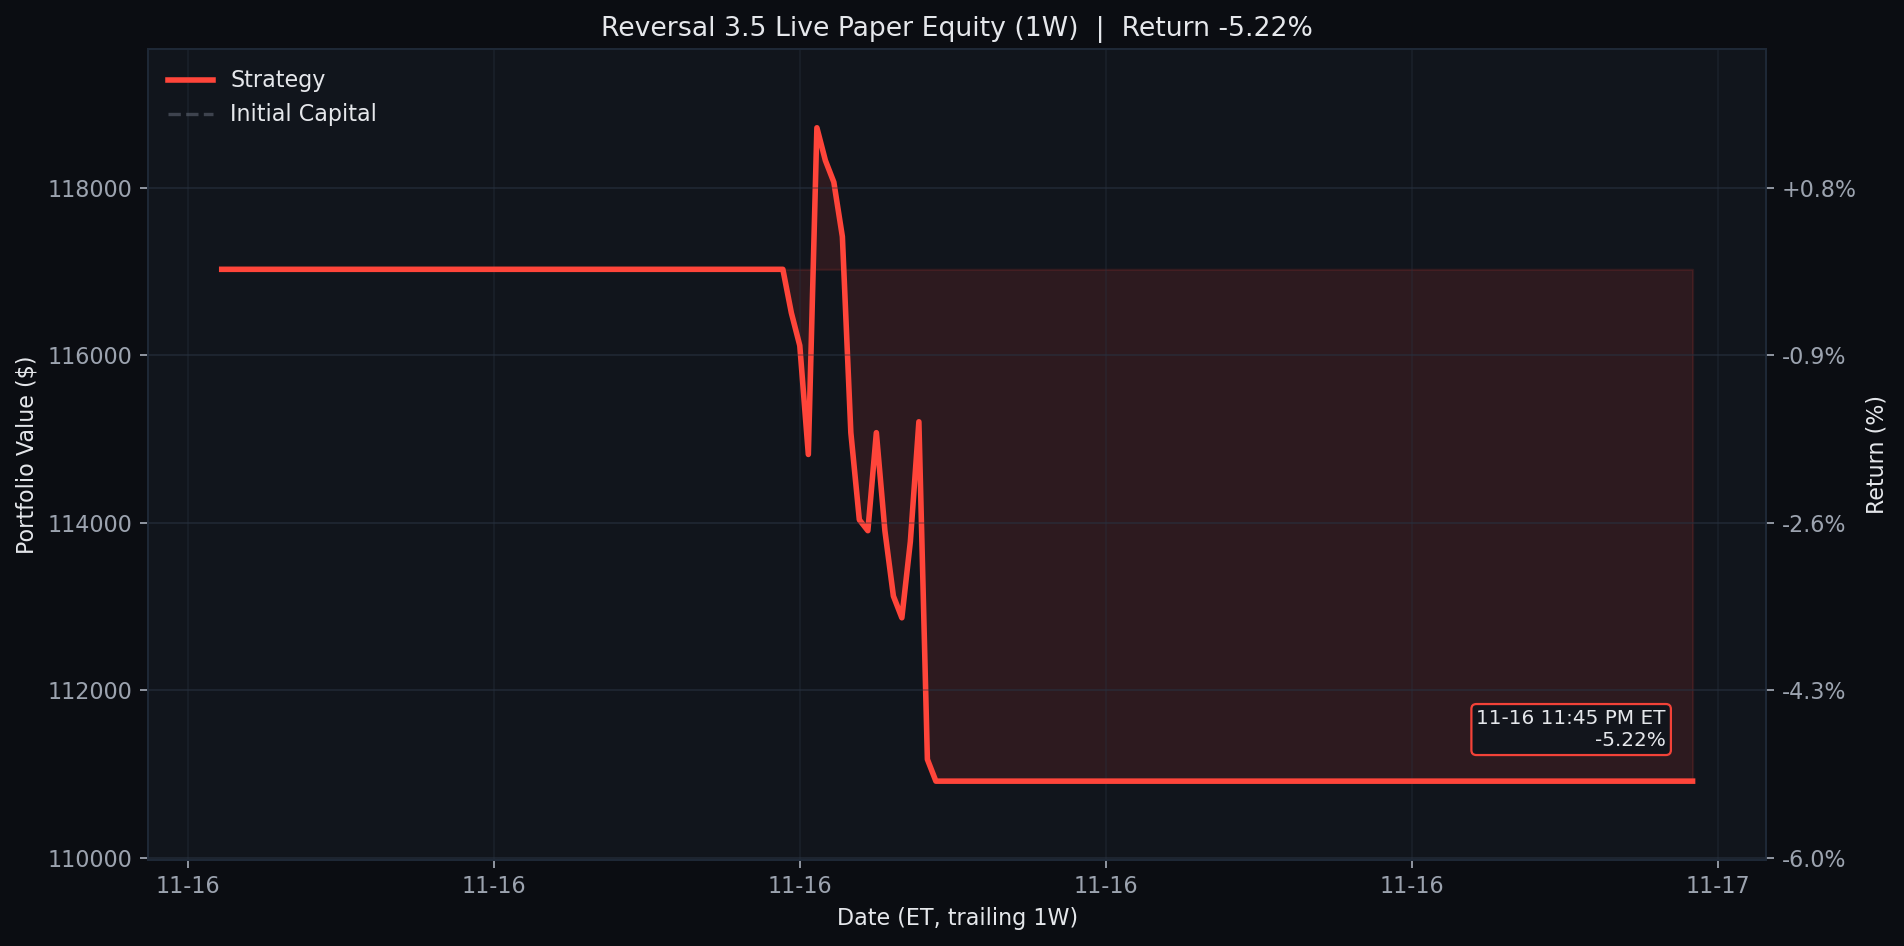 Reversal 3.5 Live Paper Equity (1W)  |  Return -5.22%
Strategy
Initial Capital
Portfolio Value ($)
118000
116000
114000
112000
110000
+0.8%
-0.9%
-2.6%
-4.3%
-6.0%
Return (%)
11-16 11:45 PM ET
-5.22%
11-16
11-16
11-16
11-16
11-16
11-17
Date (ET, trailing 1W)